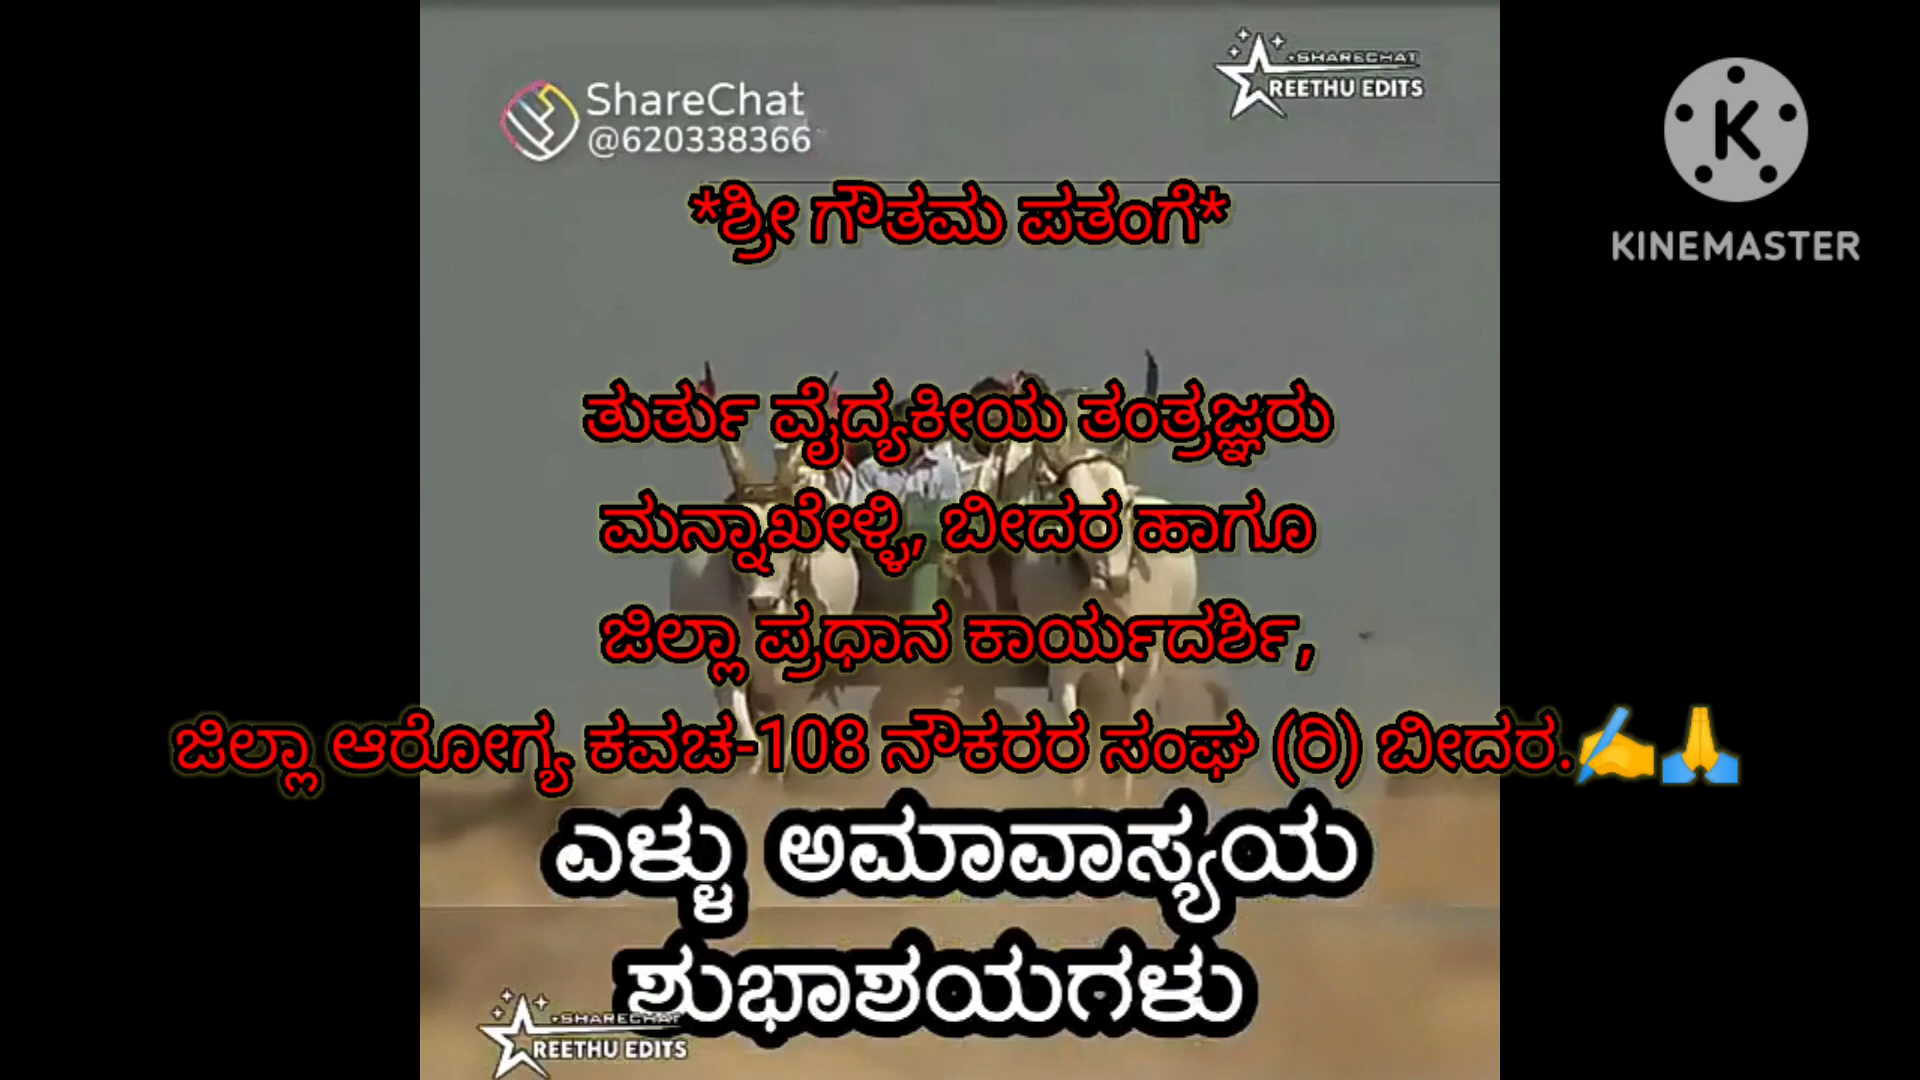 ShareChat
@620338366
SHARECHAT
REETHU EDITS
KINEMASTER
*ಶ್ರೀ ಗೌತಮ ಪತಂಗೆ*
ತುರ್ತು ವೈದ್ಯಕೀಯ ತಂತ್ರಜ್ಞರು
ಮನ್ನಾಖೇಳ್ಳಿ, ಬೀದರ ಹಾಗೂ
ಜಿಲ್ಲಾ ಪ್ರಧಾನ ಕಾರ್ಯದರ್ಶಿ,
ಜಿಲ್ಲಾ ಆರೋಗ್ಯ ಕವಚ-108 ನೌಕರರ ಸಂಘ (ರಿ) ಬೀದರ.✍️🙏
ಎಳ್ಳು ಅಮಾವಾಸ್ಯಯ
ಶುಭಾಶಯಗಳು
SHARECHAT
REETHU EDITS